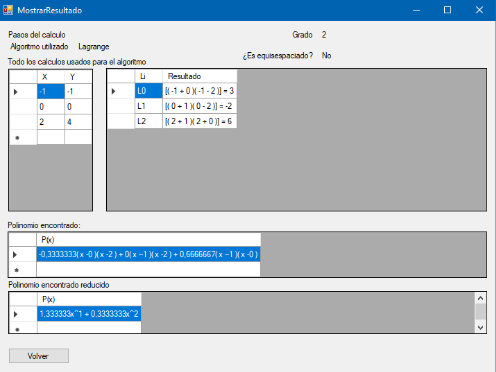 MostrarResultado
Pasos del calculo
Grado 2
Algoritmo utilizado Lagrange
¿Es equisespaciado? No
Todo los calculos usados para el algoritmo
X Y
-1 -1
0 0
2 4
Li Resultado
L0 [( -1 + 0 )( -1 - 2 )] = 3
L1 [( 0 + 1 )( 0 - 2 )] = -2
L2 [( 2 + 1 )( 2 + 0 )] = 6
Polinomio encontrado:
P(x)
-0,3333333(x -0 )(x -2 ) + 0(x --1 )(x -2 ) + 0,6666667(x --1 )(x -0 )
Polinomio encontrado reducido
P(x)
1,333333x^1 + 0,3333333x^2
Volver